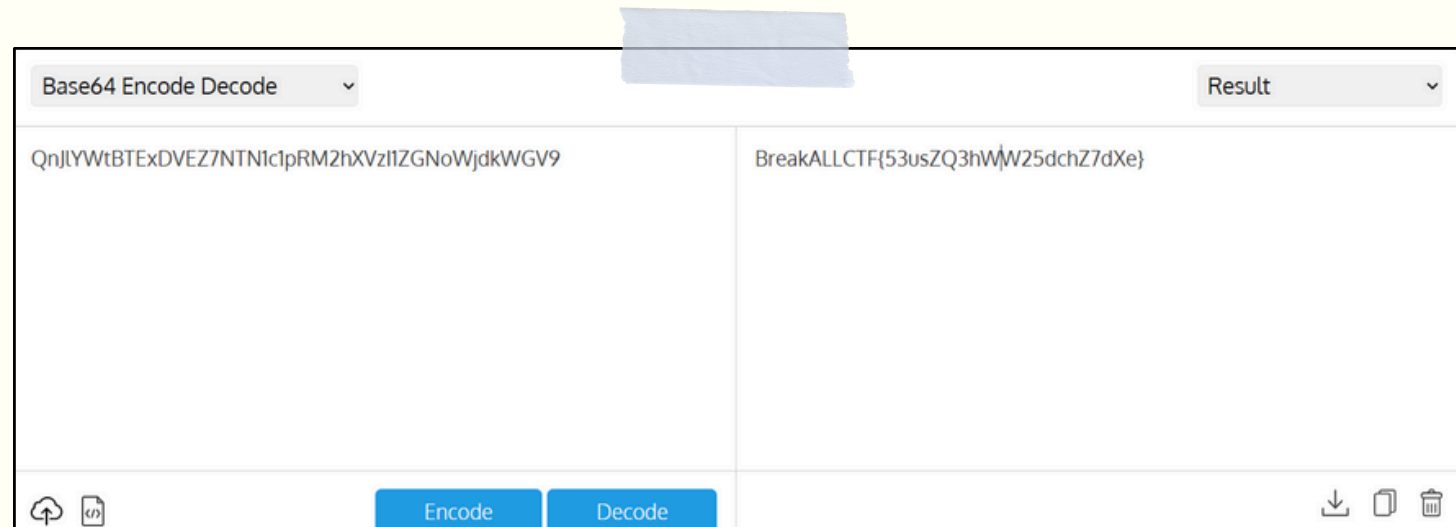 Base64 Encode Decode
Result
QnJlYWtBTExDVEZ7NTN1c1pRM2hXVzI1ZGNoWjdkWGV9
BreakALLCTF{53usZQ3hWW25dchZ7dXe}
Encode
Decode